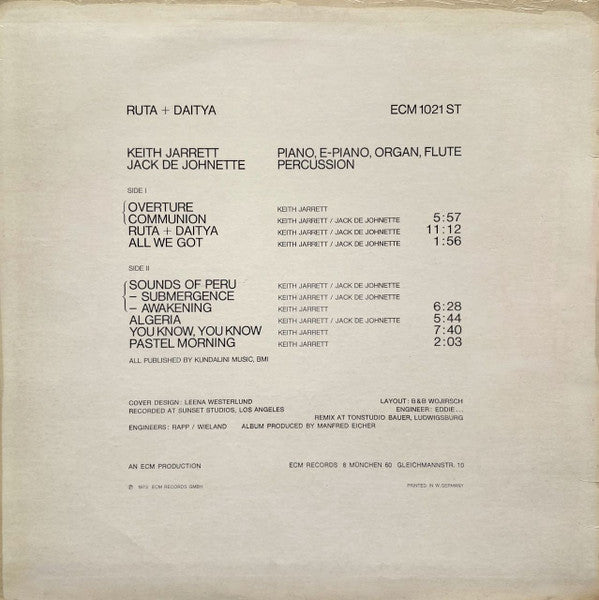 RUTA + DAITYA ECM 1021 ST
KEITH JARRETT PIANO, E-PIANO, ORGAN, FLUTE
JACK DE JOHNETTE PERCUSSION
SIDE I
OVERTURE KEITH JARRETT
COMMUNION KEITH JARRETT / JACK DE JOHNETTE 5:57
RUTA + DAITYA KEITH JARRETT / JACK DE JOHNETTE 11:12
ALL WE GOT KEITH JARRETT / JACK DE JOHNETTE 1:56
SIDE II
SOUNDS OF PERU KEITH JARRETT / JACK DE JOHNETTE
– SUBMERGENCE KEITH JARRETT / JACK DE JOHNETTE
– AWAKENING KEITH JARRETT 6:28
ALGERIA KEITH JARRETT / JACK DE JOHNETTE 5:44
YOU KNOW, YOU KNOW KEITH JARRETT 7:40
PASTEL MORNING KEITH JARRETT 2:03
ALL PUBLISHED BY KUNDALINI MUSIC, BMI
COVER DESIGN: LEENA WESTERLUND LAYOUT: B & B WOJIRSCH
RECORDED AT SUNSET STUDIOS, LOS ANGELES ENGINEER: EDDIE...
REMIX AT TONSTUDIO BAUER, LUDWIGSBURG
ENGINEERS: RAPP / WIELAND ALBUM PRODUCED BY MANFRED EICHER
AN ECM PRODUCTION ECM RECORDS 8 MÜNCHEN 60 GLEICHMANNSTR. 10
℗ 1973 ECM RECORDS GMBH PRINTED IN W. GERMANY